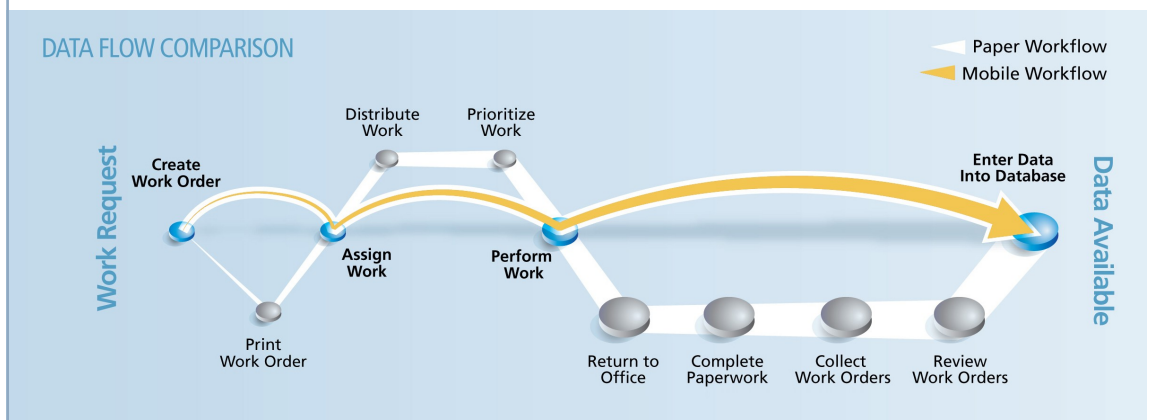 DATA FLOW COMPARISON
Paper Workflow
Mobile Workflow
Distribute
Work
Prioritize
Work
Create
Work Order
Enter Data
Into Database
Work Request
Data Available
Assign
Work
Perform
Work
Print
Work Order
Return to
Office
Complete
Paperwork
Collect
Work Orders
Review
Work Orders